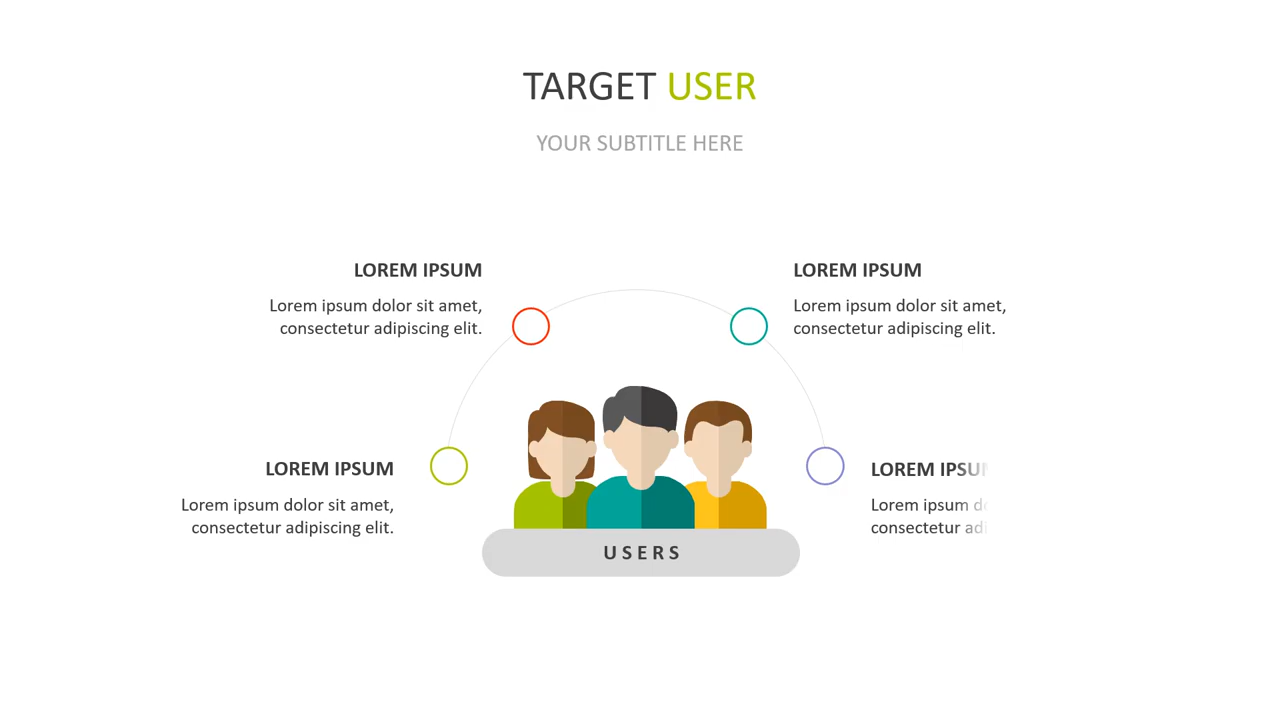 TARGET USER
YOUR SUBTITLE HERE
LOREM IPSUM
Lorem ipsum dolor sit amet,
consectetur adipiscing elit.
LOREM IPSUM
Lorem ipsum dolor sit amet,
consectetur adipiscing elit.
LOREM IPSUM
Lorem ipsum dolor sit amet,
consectetur adipiscing elit.
LOREM IPSUM
Lorem ipsum
consectetur
USERS